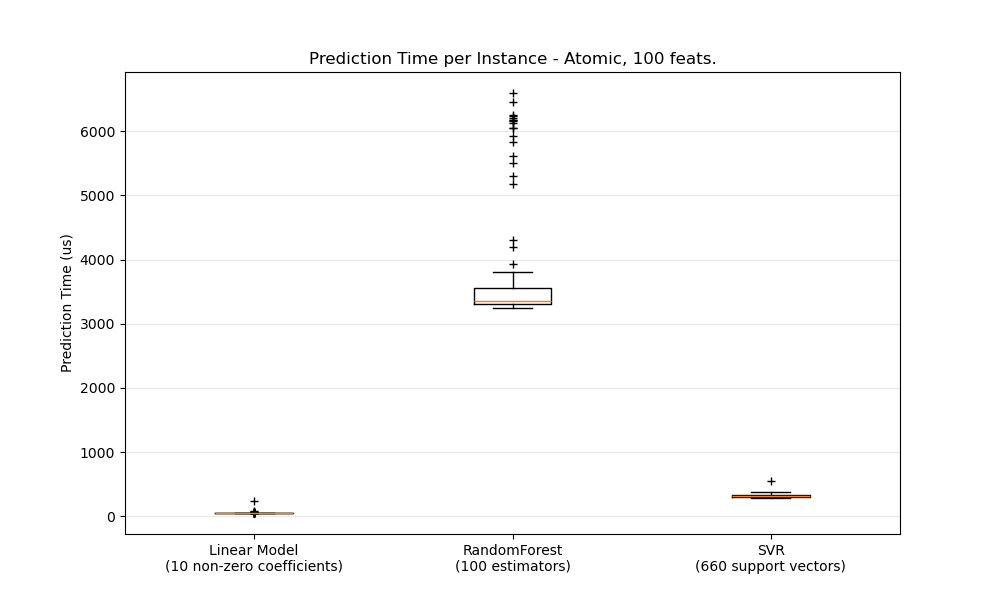 Prediction Time per Instance - Atomic, 100 feats.
Prediction Time (us)
6000
5000
4000
3000
2000
1000
0
Linear Model
(10 non-zero coefficients)
RandomForest
(100 estimators)
SVR
(660 support vectors)